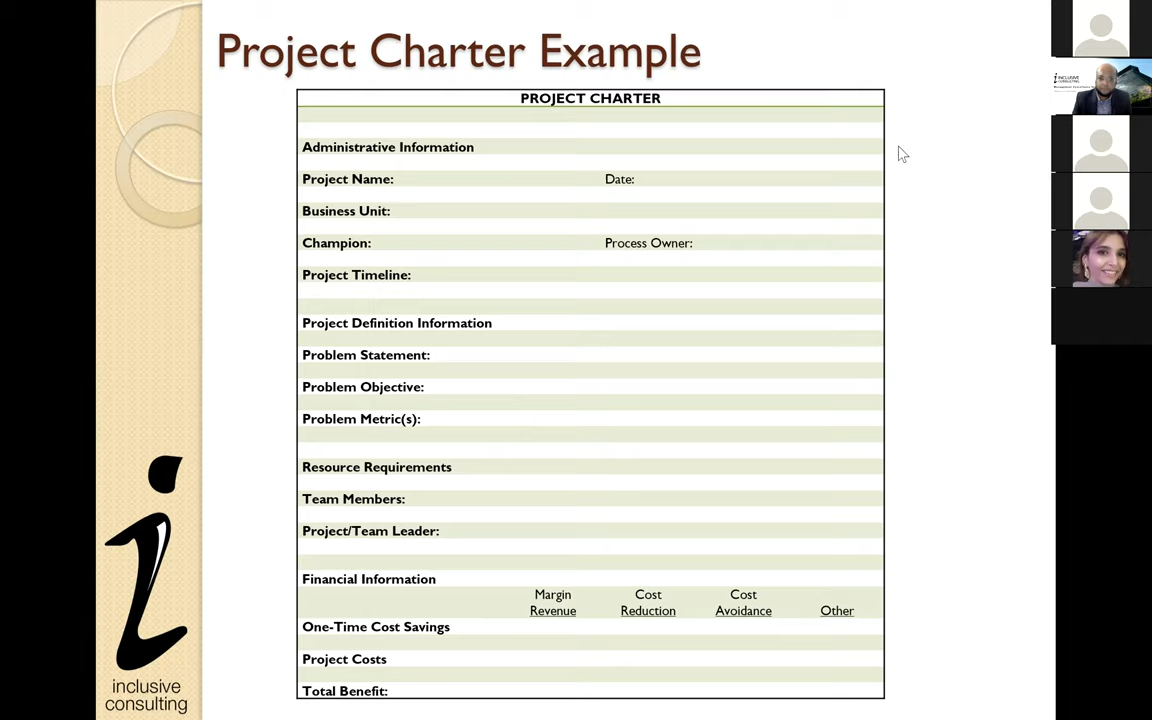 Project Charter Example
PROJECT CHARTER
Administrative Information
Project Name: Date:
Business Unit:
Champion: Process Owner:
Project Timeline:
Project Definition Information
Problem Statement:
Problem Objective:
Problem Metric(s):
Resource Requirements
Team Members:
Project/Team Leader:
Financial Information
Margin Cost Cost
Revenue Reduction Avoidance Other
One-Time Cost Savings
Project Costs
Total Benefit:
inclusive
consulting
INCLUSIVE
CONSULTING